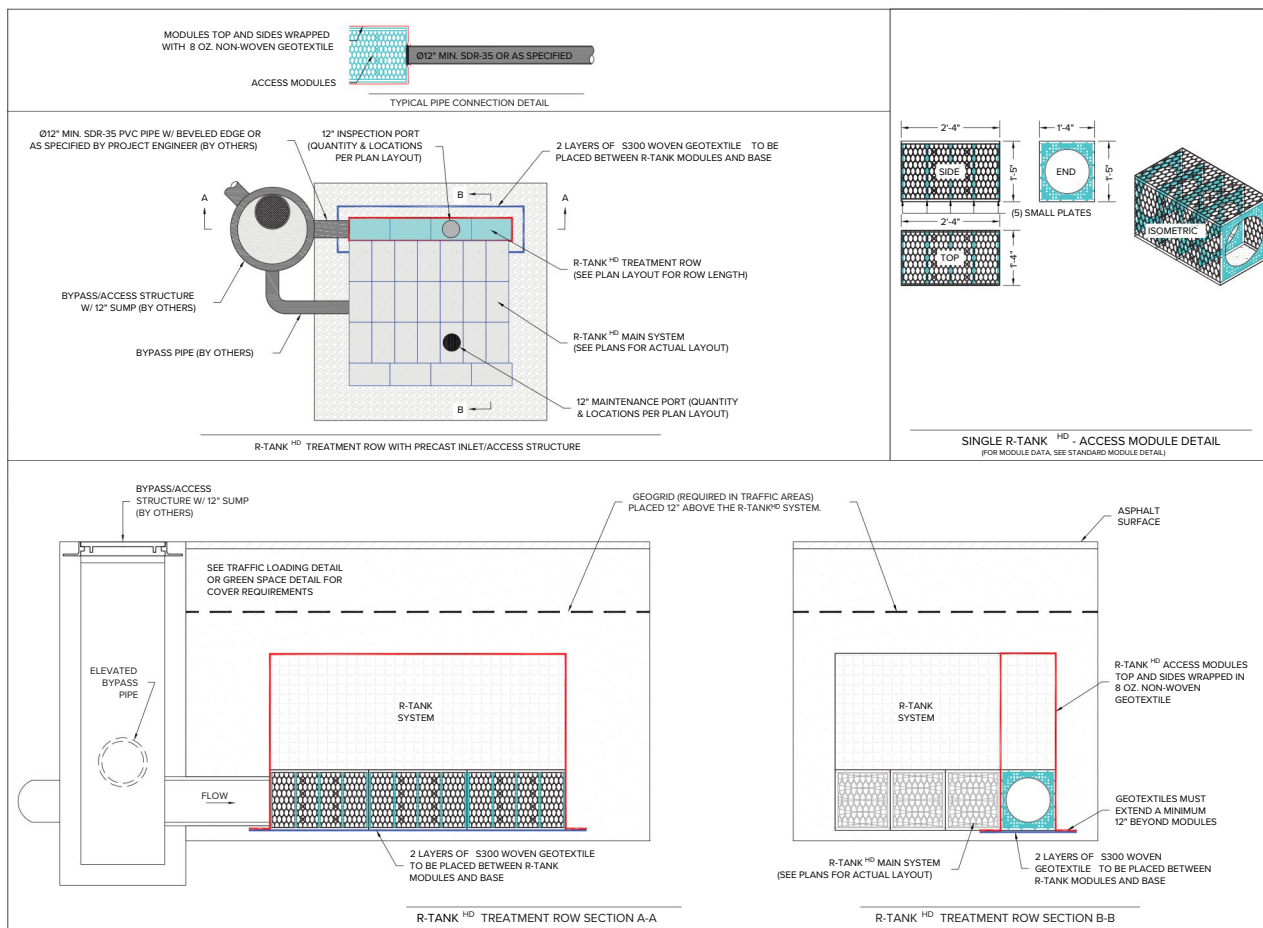 MODULES TOP AND SIDES WRAPPED
WITH 8 OZ. NON-WOVEN GEOTEXTILE
Ø12" MIN. SDR-35 OR AS SPECIFIED
ACCESS MODULES
TYPICAL PIPE CONNECTION DETAIL
Ø12" MIN. SDR-35 PVC PIPE W/ BEVELED EDGE OR
AS SPECIFIED BY PROJECT ENGINEER (BY OTHERS)
12" INSPECTION PORT
(QUANTITY & LOCATIONS
PER PLAN LAYOUT)
2 LAYERS OF S300 WOVEN GEOTEXTILE TO BE
PLACED BETWEEN R-TANK MODULES AND BASE
A
B
A
R-TANK HD TREATMENT ROW
(SEE PLAN LAYOUT FOR ROW LENGTH)
BYPASS/ACCESS STRUCTURE
W/ 12" SUMP (BY OTHERS)
R-TANK HD MAIN SYSTEM
(SEE PLANS FOR ACTUAL LAYOUT)
BYPASS PIPE (BY OTHERS)
12" MAINTENANCE PORT (QUANTITY
& LOCATIONS PER PLAN LAYOUT)
B
R-TANK HD TREATMENT ROW WITH PRECAST INLET/ACCESS STRUCTURE
2'-4"
1'-4"
SIDE
1'-5"
END
1'-5"
(5) SMALL PLATES
2'-4"
TOP
1'-4"
ISOMETRIC
SINGLE R-TANK HD - ACCESS MODULE DETAIL
(FOR MODULE DATA, SEE STANDARD MODULE DETAIL)
BYPASS/ACCESS
STRUCTURE W/ 12" SUMP
(BY OTHERS)
GEOGRID (REQUIRED IN TRAFFIC AREAS)
PLACED 12" ABOVE THE R-TANKHD SYSTEM.
ASPHALT
SURFACE
SEE TRAFFIC LOADING DETAIL
OR GREEN SPACE DETAIL FOR
COVER REQUIREMENTS
ELEVATED
BYPASS
PIPE
R-TANK
SYSTEM
FLOW
2 LAYERS OF S300 WOVEN GEOTEXTILE
TO BE PLACED BETWEEN R-TANK
MODULES AND BASE
R-TANK HD TREATMENT ROW SECTION A-A
R-TANK
SYSTEM
R-TANK HD ACCESS MODULES
TOP AND SIDES WRAPPED IN
8 OZ. NON-WOVEN
GEOTEXTILE
GEOTEXTILES MUST
EXTEND A MINIMUM
12" BEYOND MODULES
R-TANK HD MAIN SYSTEM
(SEE PLANS FOR ACTUAL LAYOUT)
2 LAYERS OF S300 WOVEN
GEOTEXTILE TO BE PLACED BETWEEN
R-TANK MODULES AND BASE
R-TANK HD TREATMENT ROW SECTION B-B